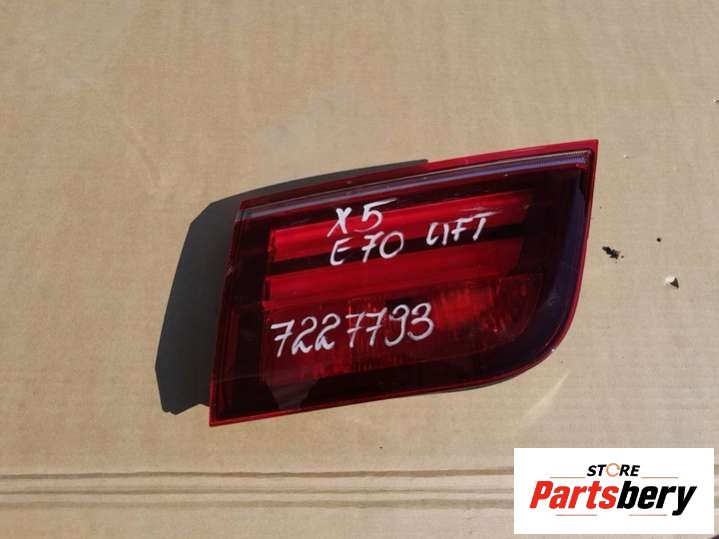 X5
E70 LIFT
7227793
STORE
Partsbery